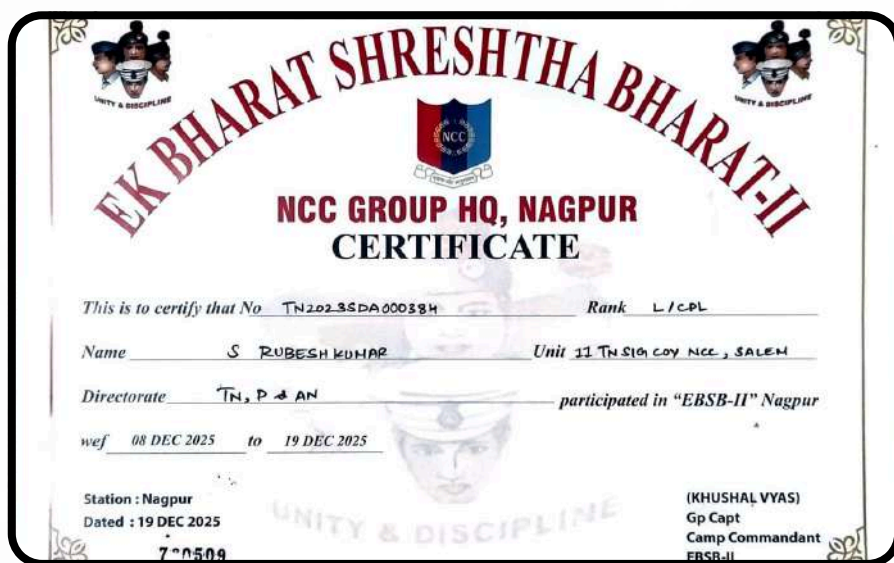 EK BHARAT SHRESHTHA BHARAT-II
UNITY & DISCIPLINE
UNITY & DISCIPLINE
NCC
NCC GROUP HQ, NAGPUR
CERTIFICATE
This is to certify that No TN2023SDA000384 Rank L/CPL
Name S RUBESH KUMAR Unit 11 TN SIG COY NCC, SALEM
Directorate TN, P & AN participated in “EBSB-II” Nagpur
wef 08 DEC 2025 to 19 DEC 2025
Station : Nagpur
Dated : 19 DEC 2025
UNITY & DISCIPLINE
(KHUSHAL VYAS)
Gp Capt
Camp Commandant
EBSB-II